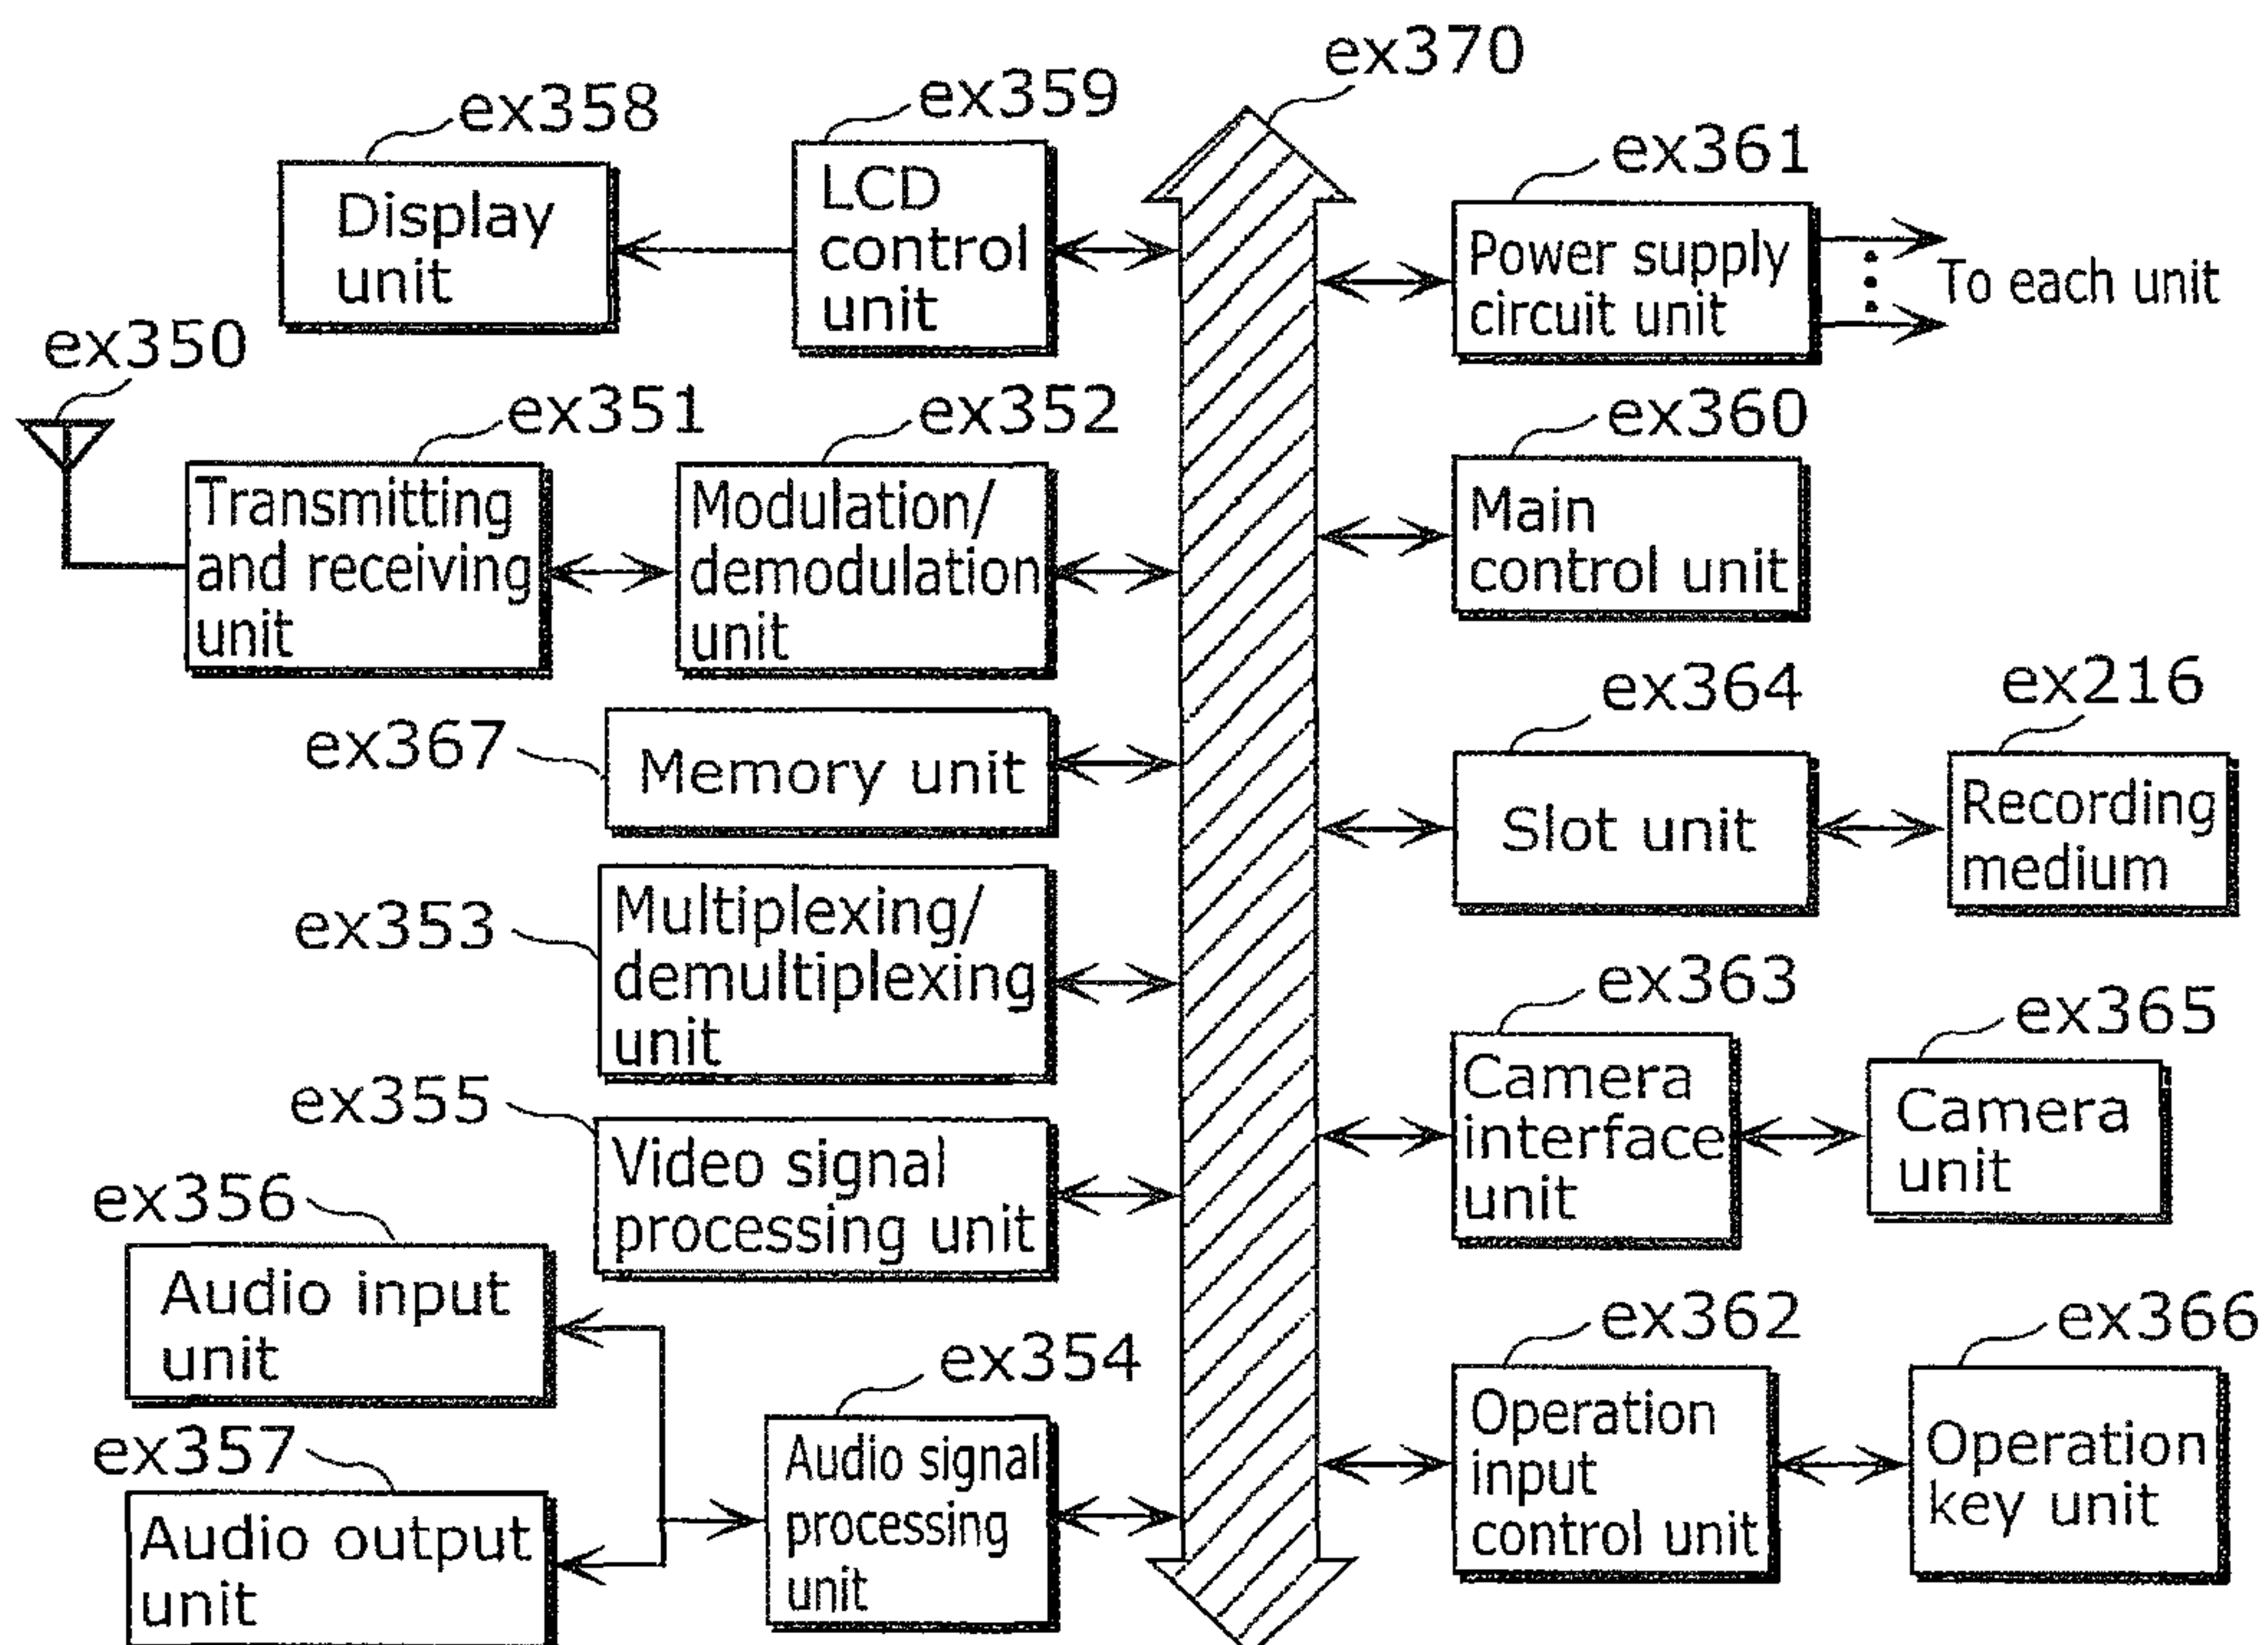 ex370
ex358
ex359
ex361
Display
unit
LCD
control
unit
Power supply
circuit unit
To each unit
ex350
ex351
ex352
ex360
Transmitting
and receiving
unit
Modulation/
demodulation
unit
Main
control unit
ex367
Memory unit
ex364
ex216
Slot unit
Recording
medium
ex353
Multiplexing/
demultiplexing
unit
ex363
ex365
Camera
interface
unit
Camera
unit
ex355
Video signal
processing unit
ex356
Audio input
unit
ex362
ex366
ex354
Operation
input
control unit
Operation
key unit
ex357
Audio output
unit
Audio signal
processing
unit